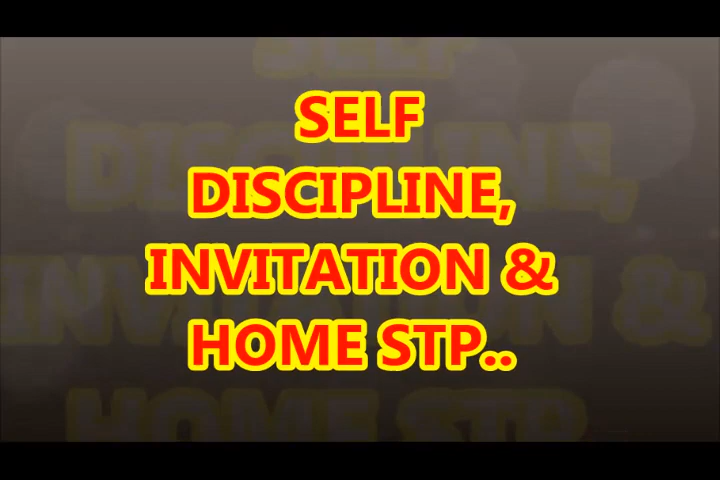 SELF
DISCIPLINE,
INVITATION &
HOME STP..